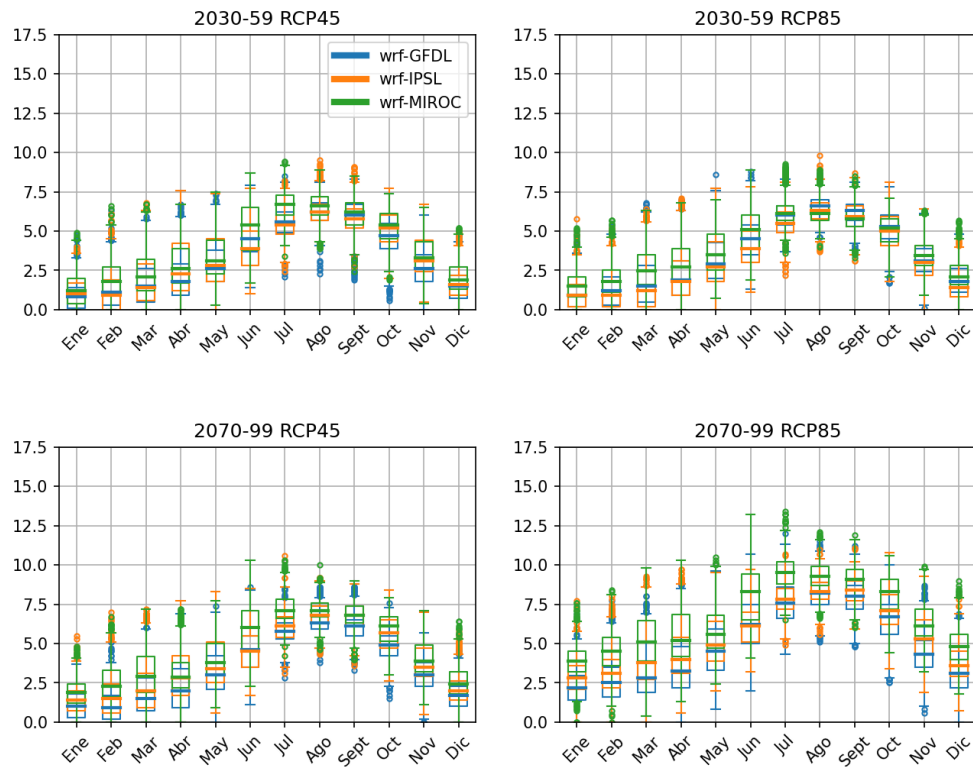 2030-59 RCP45
17.5
15.0
12.5
10.0
7.5
5.0
2.5
0.0
wrf-GFDL
wrf-IPSL
wrf-MIROC
Ene Feb Mar Abr May Jun Jul Ago Sept Oct Nov Dic
2030-59 RCP85
17.5
15.0
12.5
10.0
7.5
5.0
2.5
0.0
Ene Feb Mar Abr May Jun Jul Ago Sept Oct Nov Dic
2070-99 RCP45
17.5
15.0
12.5
10.0
7.5
5.0
2.5
0.0
Ene Feb Mar Abr May Jun Jul Ago Sept Oct Nov Dic
2070-99 RCP85
17.5
15.0
12.5
10.0
7.5
5.0
2.5
0.0
Ene Feb Mar Abr May Jun Jul Ago Sept Oct Nov Dic